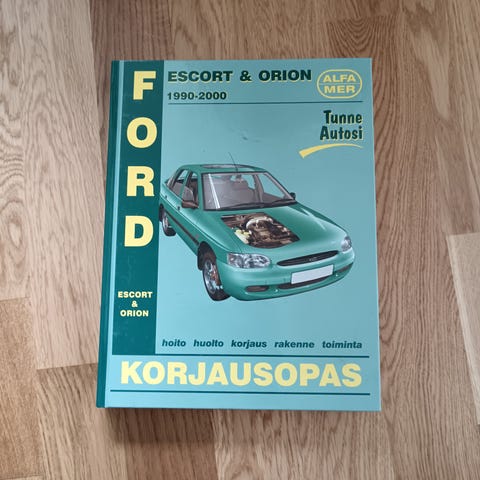 FORD
ESCORT & ORION
1990-2000
ALFA
MER
Tunne
Autosi
ESCORT
&
ORION
hoito huolto korjaus rakenne toiminta
KORJAUSOPAS